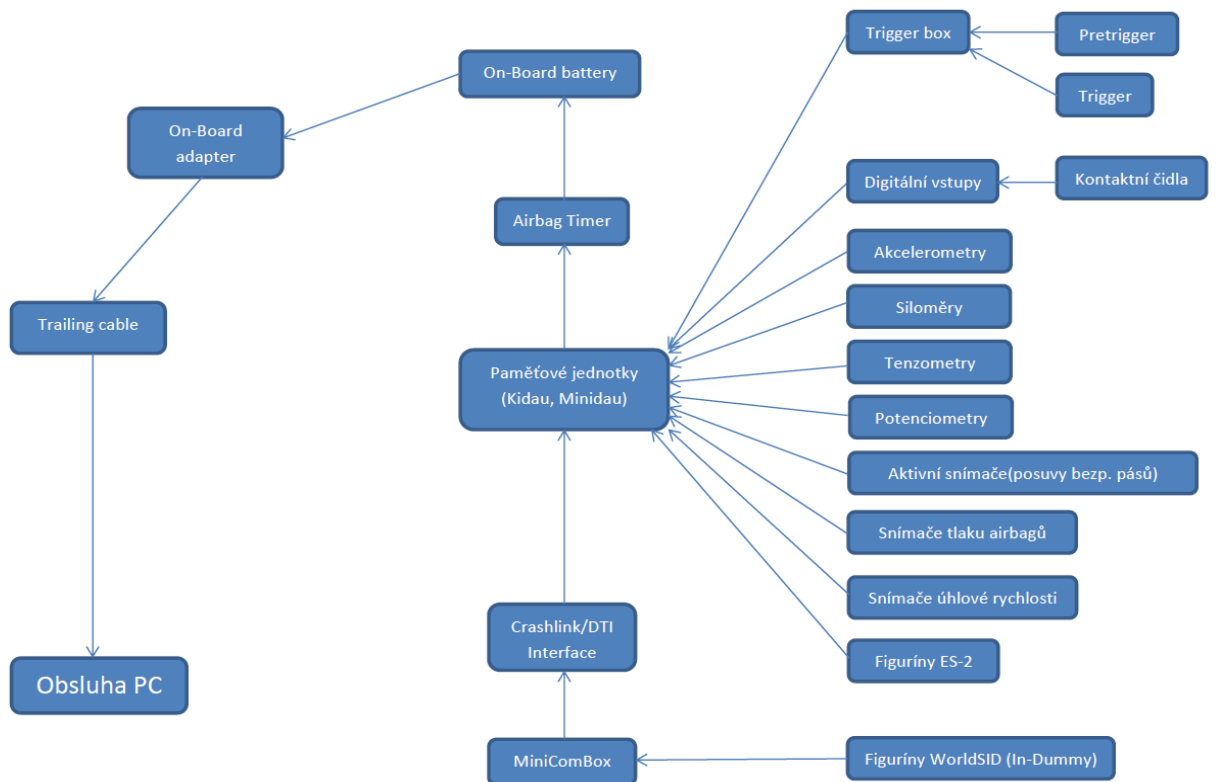 Trigger box
Pretrigger
Trigger
On-Board battery
On-Board
adapter
Digitální vstupy
Kontaktní čidla
Airbag Timer
Akcelerometry
Siloměry
Trailing cable
Paměťové jednotky
(Kidau, Minidau)
Tenzometry
Potenciometry
Aktivní snímače(posuvy bezp. pásů)
Snímače tlaku airbagů
Snímače úhlové rychlosti
Crashlink/DTI
Interface
Figuríny ES-2
Obsluha PC
MiniComBox
Figuríny WorldSID (In-Dummy)